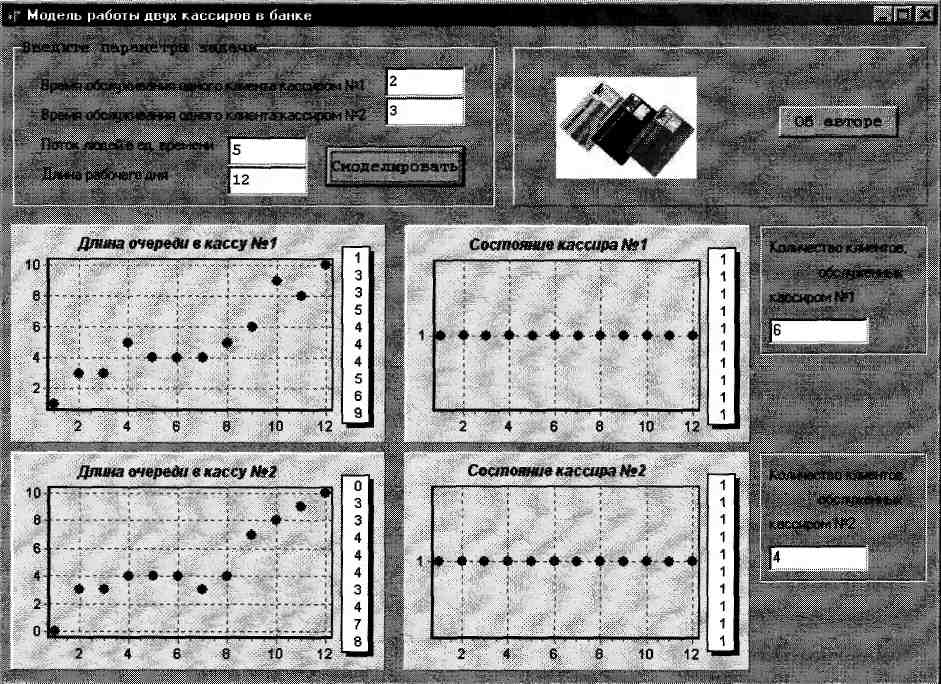 Модель работы двух кассиров в банке
Введите параметры задачи
Время обслуживания одного клиента кассиром №1
2
Время обслуживания одного клиента кассиром №2
3
Поток людей в ед. времени
5
Длина рабочего дня
12
Смоделировать
Об авторе
Длина очереди в кассу №1
10
8
6
4
2
2 4 6 8 10 12
1
3
3
5
4
4
4
5
6
9
Состояние кассира №1
1
2 4 6 8 10 12
1
1
1
1
1
1
1
1
1
1
Количество клиентов,
обслуженных
кассиром №1
6
Длина очереди в кассу №2
10
8
6
4
2
0
2 4 6 8 10 12
0
3
3
4
4
4
3
4
7
8
Состояние кассира №2
1
2 4 6 8 10 12
1
1
1
1
1
1
1
1
1
1
Количество клиентов,
обслуженных
кассиром №2
4